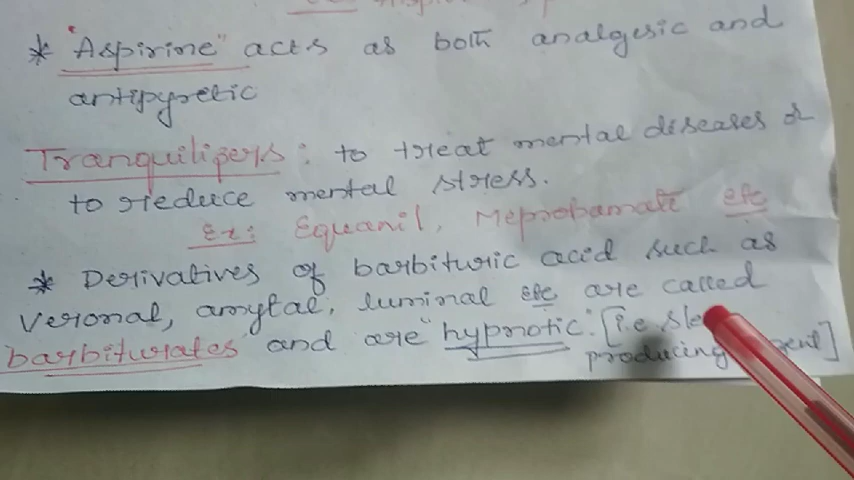 * "Aspirine" acts as both analgesic and
antipyretic
Tranquilizers: to treat mental diseases or
to reduce mental stress.
Ex: Equanil, Meprobamate etc
* Derivatives of barbituric acid such as
veronal, amytal, luminal etc are called
barbiturates and are "hypnotic". [i.e
producing